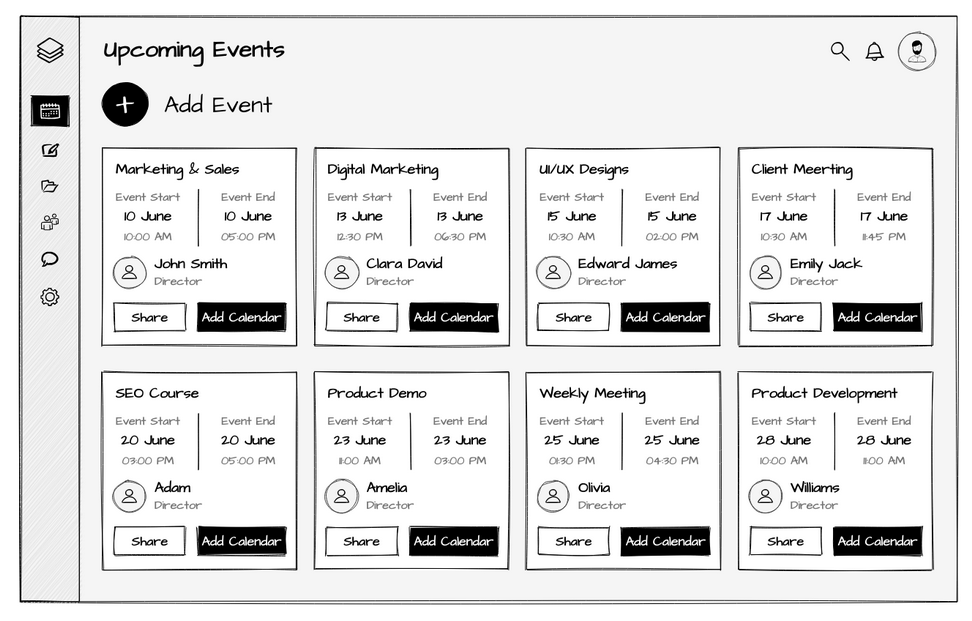 Upcoming Events
Add Event
Marketing & Sales
Event Start Event End
10 June 10 June
10:00 AM 05:00 PM
John Smith
Director
Share Add Calendar
Digital Marketing
Event Start Event End
13 June 13 June
12:30 PM 06:30 PM
Clara David
Director
Share Add Calendar
UI/UX Designs
Event Start Event End
15 June 15 June
10:30 AM 02:00 PM
Edward James
Director
Share Add Calendar
Client Meerting
Event Start Event End
17 June 17 June
10:30 AM 11:45 PM
Emily Jack
Director
Share Add Calendar
SEO Course
Event Start Event End
20 June 20 June
03:00 PM 05:00 PM
Adam
Director
Share Add Calendar
Product Demo
Event Start Event End
23 June 23 June
11:00 AM 03:00 PM
Amelia
Director
Share Add Calendar
Weekly Meeting
Event Start Event End
25 June 25 June
01:30 PM 04:30 PM
Olivia
Director
Share Add Calendar
Product Development
Event Start Event End
28 June 28 June
10:00 AM 11:00 AM
Williams
Director
Share Add Calendar